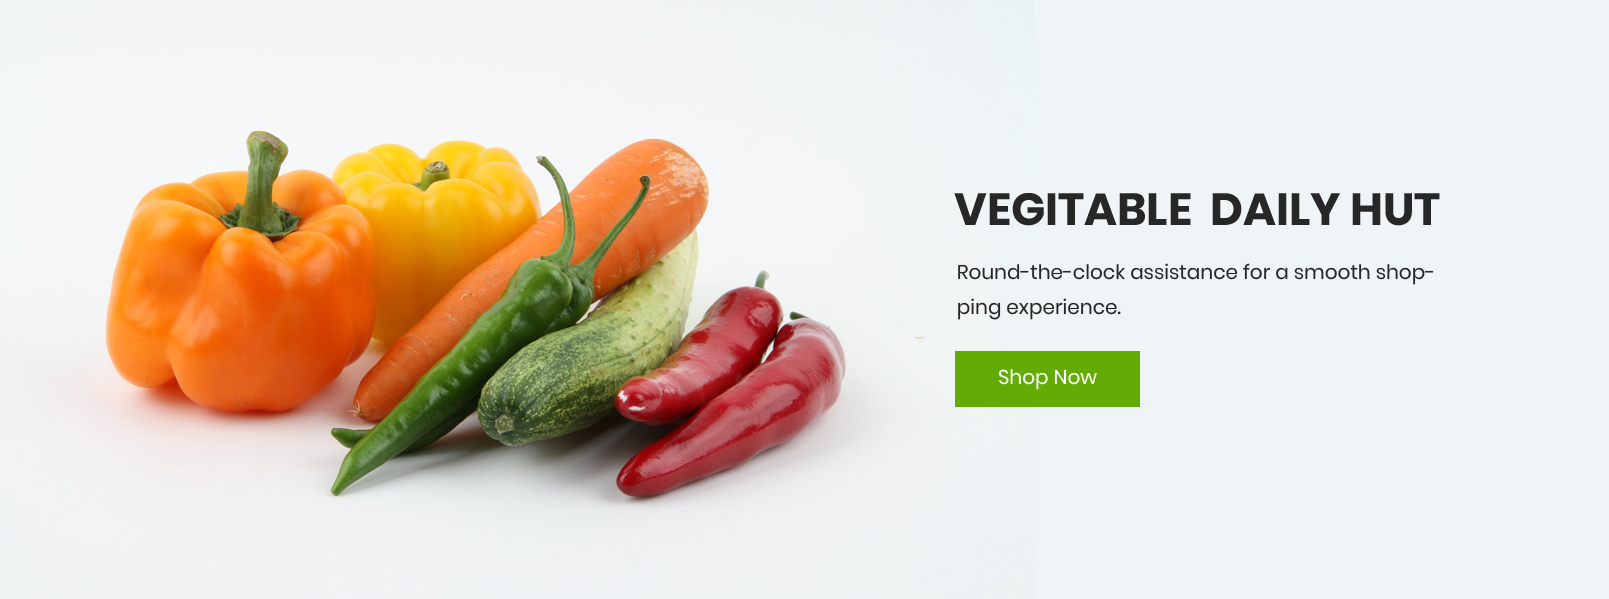 VEGITABLE DAILY HUT
Round-the-clock assistance for a smooth shop-
ping experience.
Shop Now